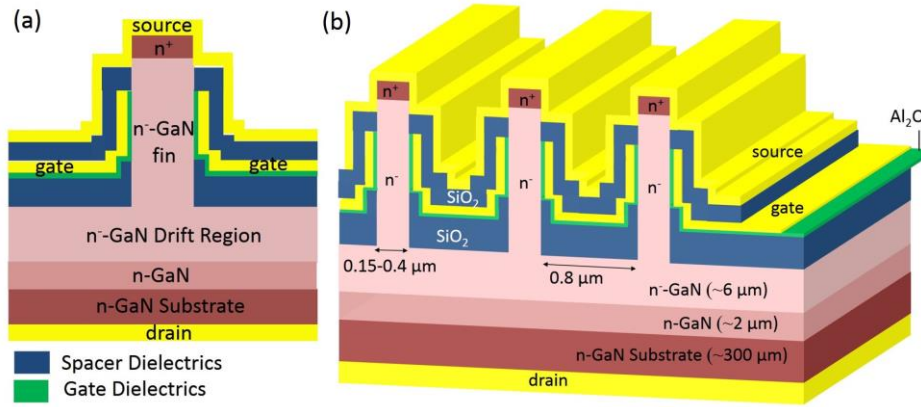 (a)
source
n⁺
n⁻-GaN
fin
gate
gate
n⁻-GaN Drift Region
n-GaN
n-GaN Substrate
drain
Spacer Dielectrics
Gate Dielectrics
(b)
n⁺
n⁺
n⁺
Al₂O
source
n⁻
n⁻
n⁻
SiO₂
gate
SiO₂
0.15-0.4 μm
0.8 μm
n⁻-GaN (~6 μm)
n-GaN (~2 μm)
n-GaN Substrate (~300 μm)
drain